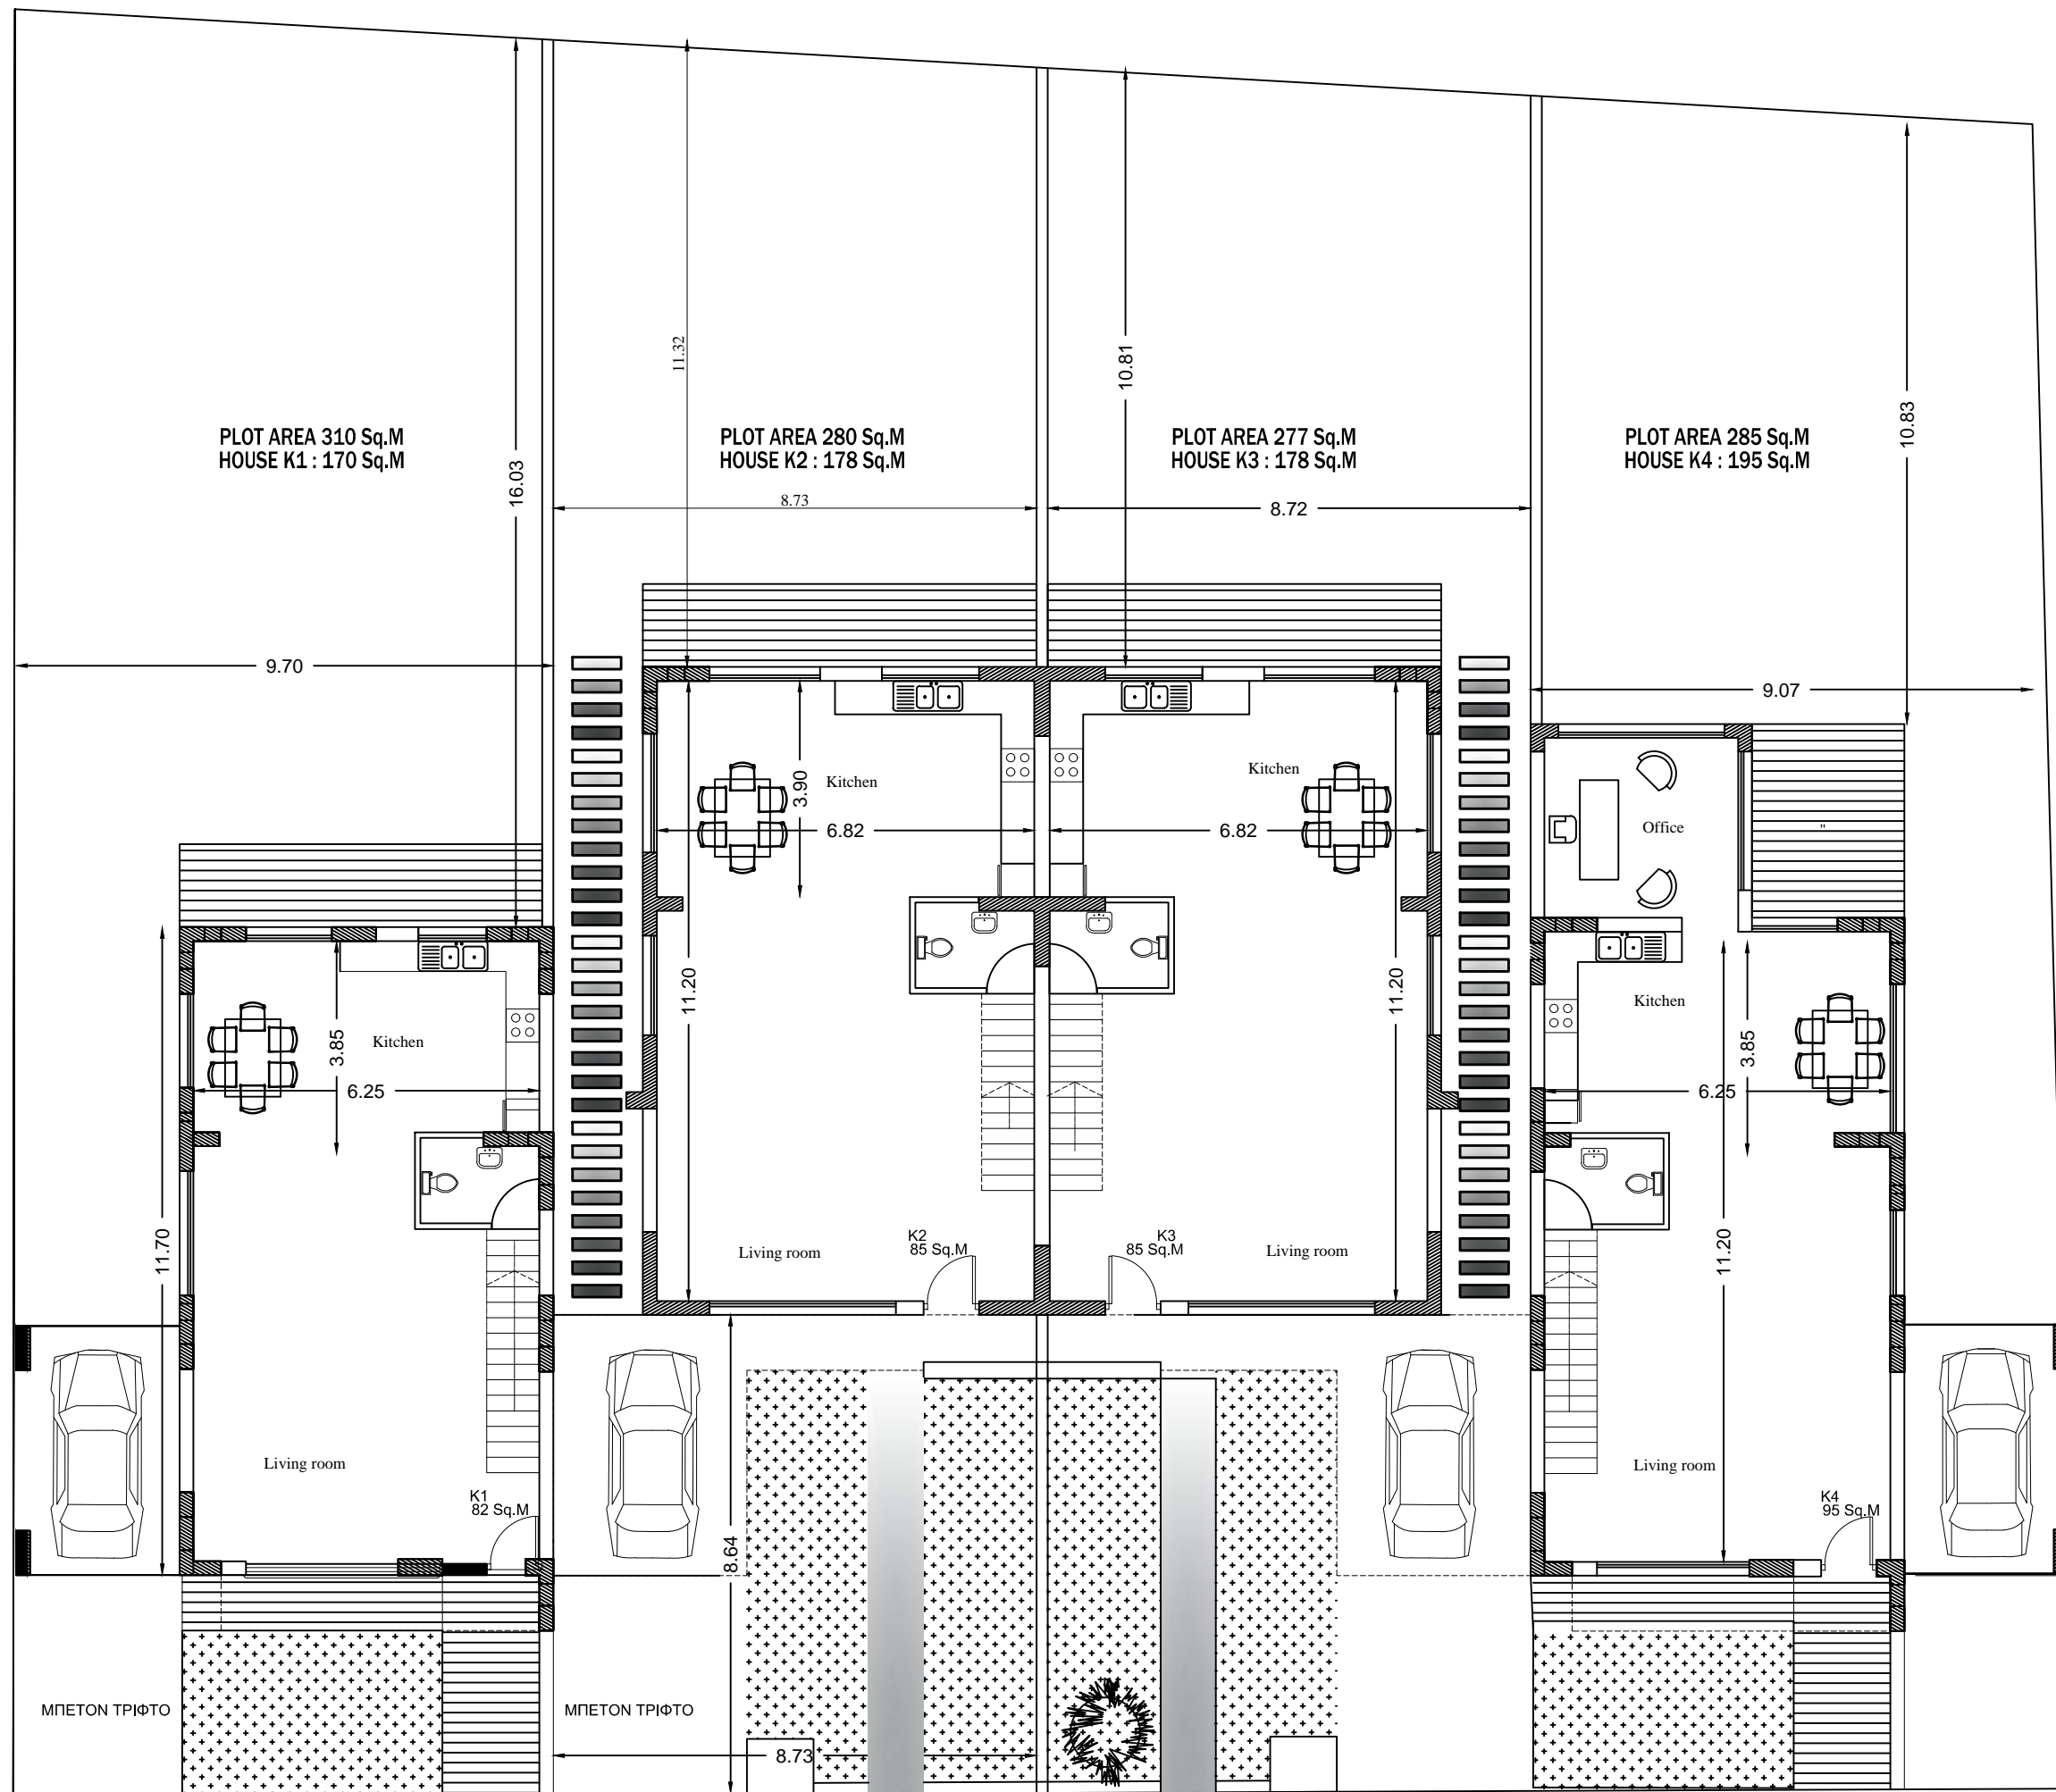 11.32
10.81
10.83
16.03
PLOT AREA 310 Sq.M
HOUSE K1 : 170 Sq.M
PLOT AREA 280 Sq.M
HOUSE K2 : 178 Sq.M
PLOT AREA 277 Sq.M
HOUSE K3 : 178 Sq.M
PLOT AREA 285 Sq.M
HOUSE K4 : 195 Sq.M
8.73
8.72
9.70
9.07
Kitchen
3.90
6.82
Kitchen
6.82
Office
"
11.20
11.20
Kitchen
3.85
6.25
Kitchen
3.85
6.25
11.70
11.20
K2
85 Sq.M
K3
85 Sq.M
Living room
Living room
Living room
K1
82 Sq.M
Living room
K4
95 Sq.M
8.64
ΜΠΕΤΟΝ ΤΡΙΦΤΟ
ΜΠΕΤΟΝ ΤΡΙΦΤΟ
8.73